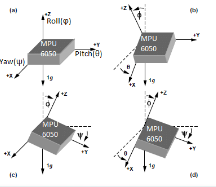 (a)
+Z
Roll(φ)
MPU
6050
+Y
Pitch(θ)
Yaw(ψ)
+X
1g
(b)
+Z
φ
MPU
6050
+Y
θ
+X
1g
+Z
θ
MPU
6050
ψ
+Y
+X
1g
(c)
+Z
MPU
6050
ψ
+Y
+X
1g
(d)